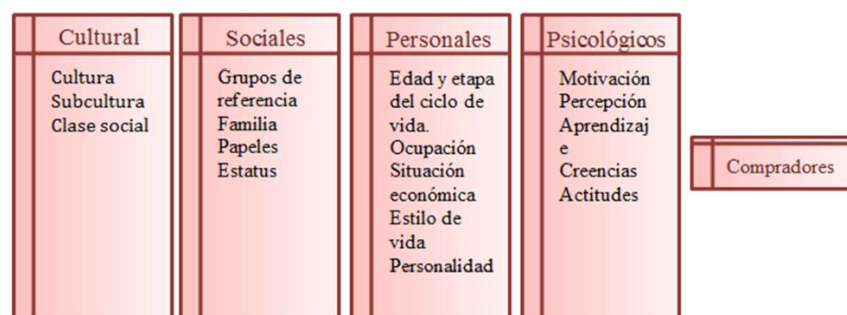 Cultural
Cultura
Subcultura
Clase social
Sociales
Grupos de
referencia
Familia
Papeles
Estatus
Personales
Edad y etapa
del ciclo de
vida.
Ocupación
Situación
económica
Estilo de
vida
Personalidad
Psicológicos
Motivación
Percepción
Aprendizaj
e
Creencias
Actitudes
Compradores